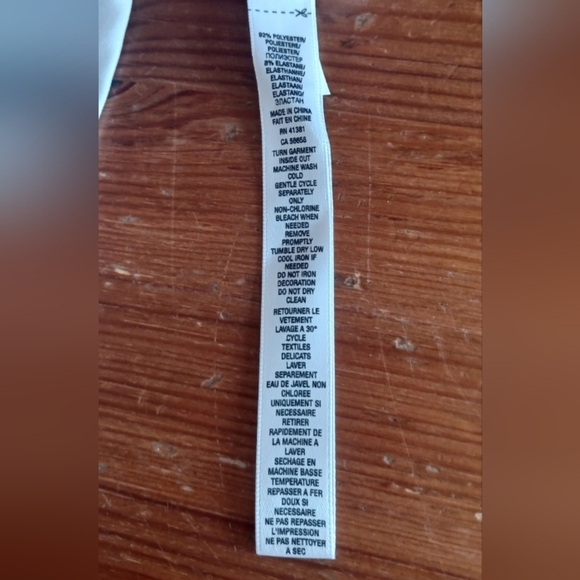 92% POLYESTER/
POLIESTERE/
POLIESTER/
ПОЛИЭСТЕР
8% ELASTANE/
ELASTHANNE/
ELASTHAN/
ELASTAAN/
ELASTANO/
ЭЛАСТАН
MADE IN CHINA
FAIT EN CHINE
RN 41381
CA 55658
TURN GARMENT
INSIDE OUT
MACHINE WASH
COLD
GENTLE CYCLE
SEPARATELY
ONLY
NON-CHLORINE
BLEACH WHEN
NEEDED
REMOVE
PROMPTLY
TUMBLE DRY LOW
COOL IRON IF
NEEDED
DO NOT IRON
DECORATION
DO NOT DRY
CLEAN
RETOURNER LE
VETEMENT
LAVAGE A 30°
CYCLE
TEXTILES
DELICATS
LAVER
SEPAREMENT
EAU DE JAVEL NON
CHLOREE
UNIQUEMENT SI
NECESSAIRE
RETIRER
RAPIDEMENT DE
LA MACHINE A
LAVER
SECHAGE EN
MACHINE BASSE
TEMPERATURE
REPASSER A FER
DOUX SI
NECESSAIRE
NE PAS REPASSER
L'IMPRESSION
NE PAS NETTOYER
A SEC